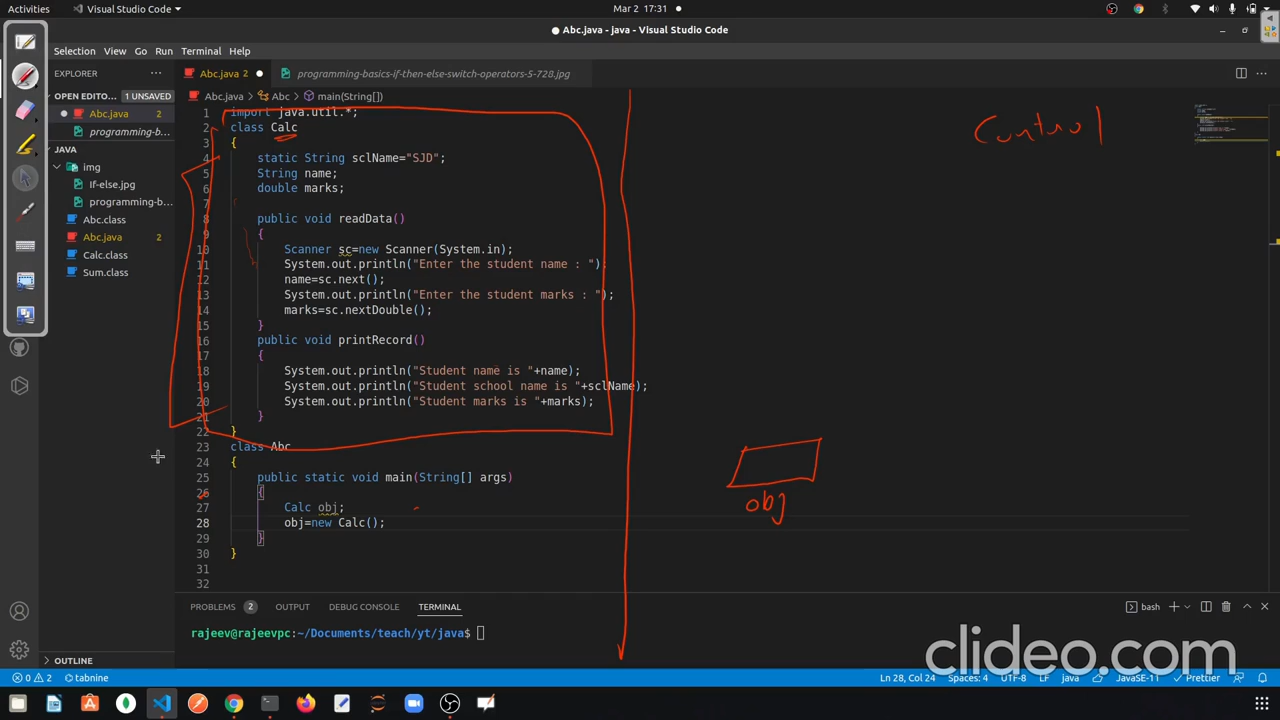 Activities
Visual Studio Code
Mar 2 17:31
Abc.java - java - Visual Studio Code
Selection View Go Run Terminal Help
EXPLORER
Abc.java 2
programming-basics-if-then-else-switch-operators-5-728.jpg
OPEN EDITO... 1 UNSAVED
Abc.java > Abc > main(String[])
Abc.java 2
programming-b...
JAVA
img
If-else.jpg
programming-b...
Abc.class
Abc.java 2
Calc.class
Sum.class
1 import java.util.*;
2 class Calc
3 {
4 static String sclName="SJD";
5 String name;
6 double marks;
7
8 public void readData()
9 {
10 Scanner sc=new Scanner(System.in);
11 System.out.println("Enter the student name : ");
12 name=sc.next();
13 System.out.println("Enter the student marks : ");
14 marks=sc.nextDouble();
15 }
16 public void printRecord()
17 {
18 System.out.println("Student name is "+name);
19 System.out.println("Student school name is "+sclName);
20 System.out.println("Student marks is "+marks);
21 }
22 }
23 class Abc
24 {
25 public static void main(String[] args)
26 {
27 Calc obj;
28 obj=new Calc();
29 }
30 }
31
32
Control
obj
PROBLEMS 2 OUTPUT DEBUG CONSOLE TERMINAL
bash
rajeev@rajeevpc:~/Documents/teach/yt/java$
OUTLINE
clideo.com
0 2 tabnine
Ln 28, Col 24 Spaces: 4 UTF-8 LF java JavaSE-11 Prettier